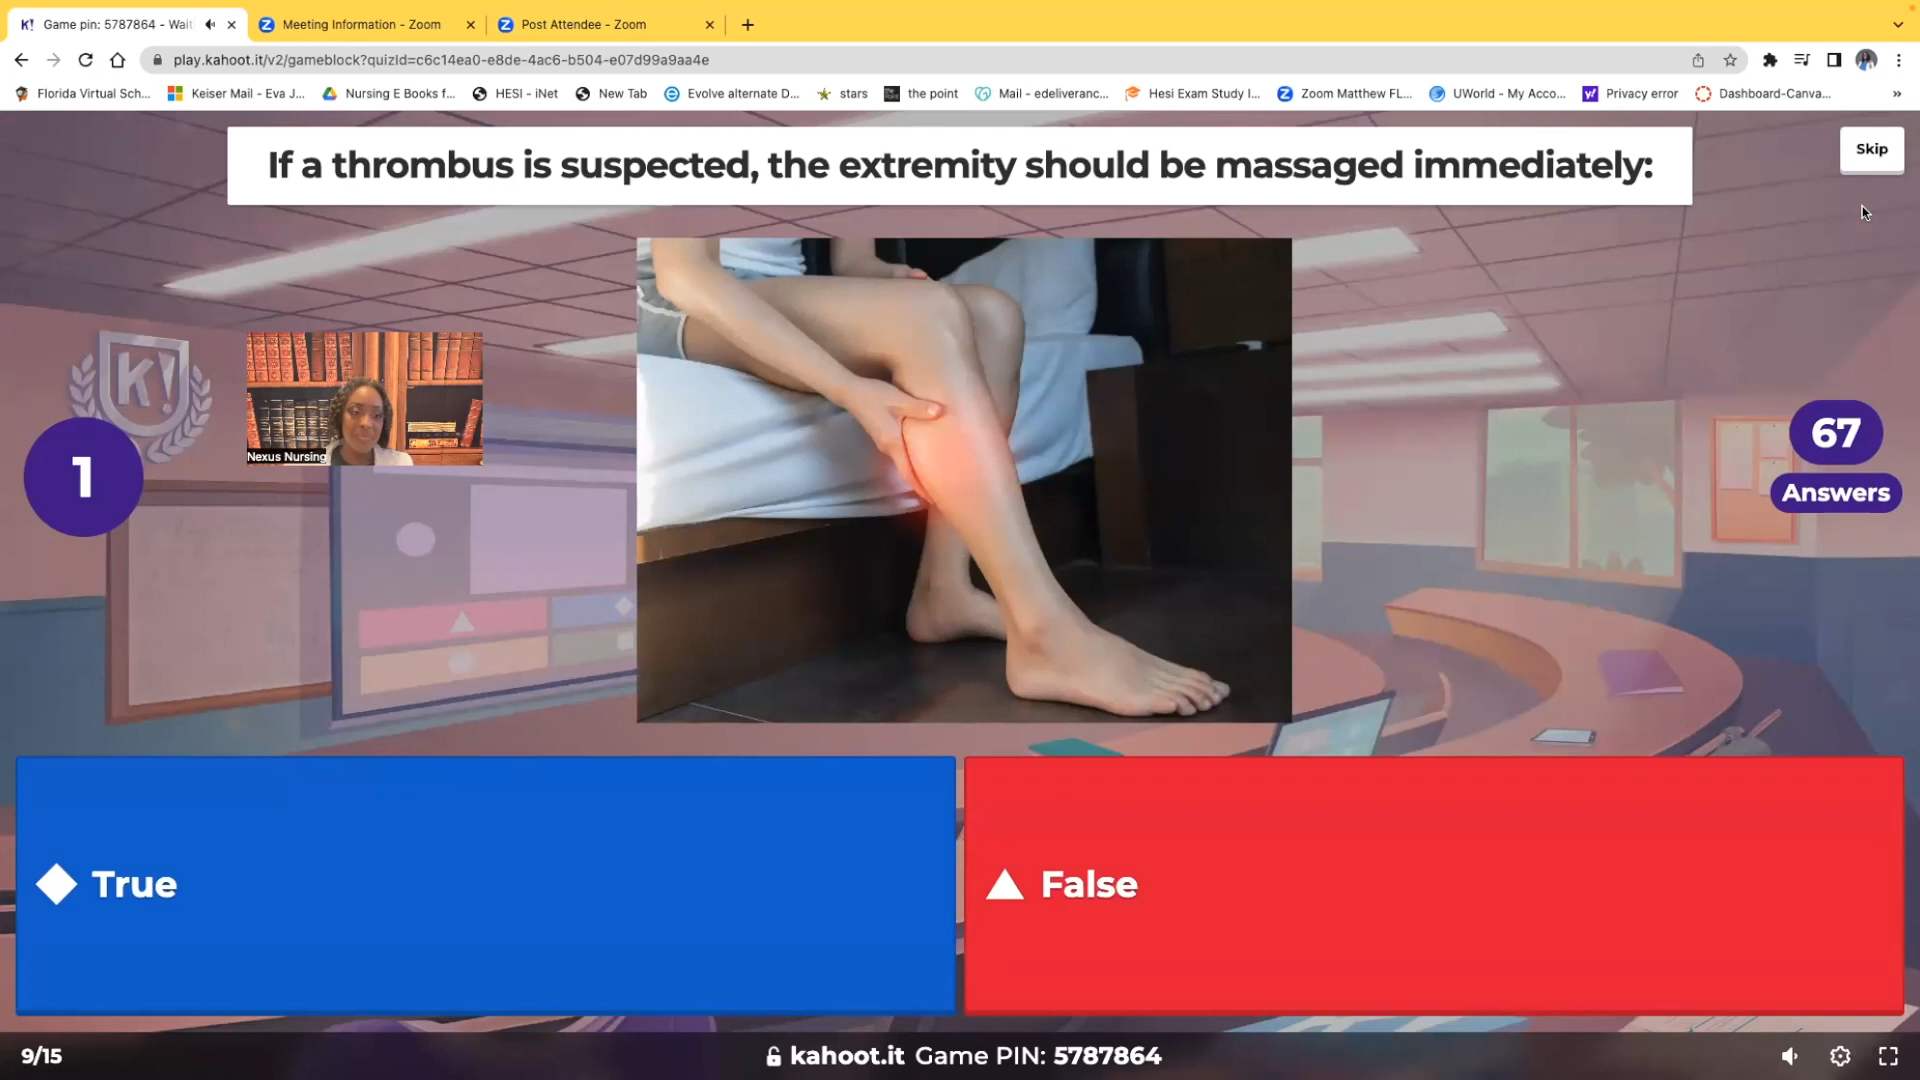 Game pin: 5787864 - Wait
Meeting Information - Zoom
Post Attendee - Zoom
play.kahoot.it/v2/gameblock?quizId=c6c14ea0-e8de-4ac6-b504-e07d99a9aa4e
Florida Virtual Sch... Keiser Mail - Eva J... Nursing E Books f... HESI - iNet New Tab Evolve alternate D... stars the point Mail - edeliveranc... Hesi Exam Study I... Zoom Matthew FL... UWorld - My Acco... Privacy error Dashboard-Canva... »
If a thrombus is suspected, the extremity should be massaged immediately:
Skip
K!
Nexus Nursing
1
67
Answers
True
False
9/15
kahoot.it Game PIN: 5787864